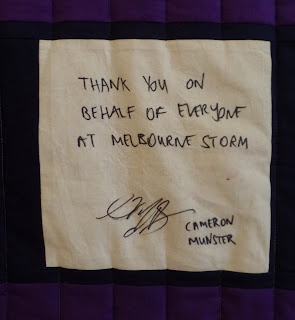 THANK YOU ON
BEHALF OF EVERYONE
AT MELBOURNE STORM
CAMERON
MUNSTER